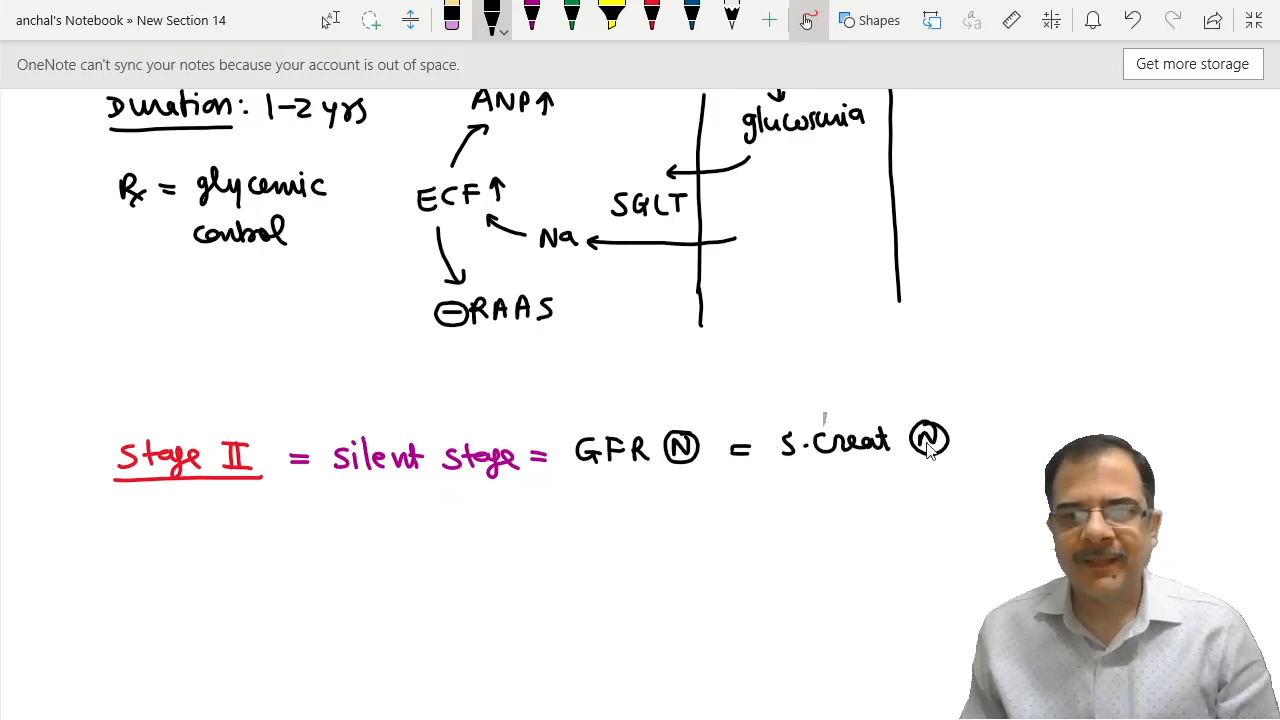 anchal's Notebook » New Section 14
Shapes
OneNote can't sync your notes because your account is out of space.
Get more storage
Duration: 1-2 yrs
ANP↑
glucosuria
Rx = glycemic
control
ECF↑
SGLT
Na
⊖RAAS
Stage II = silent stage = GFR Ⓝ = S.Creat Ⓝ